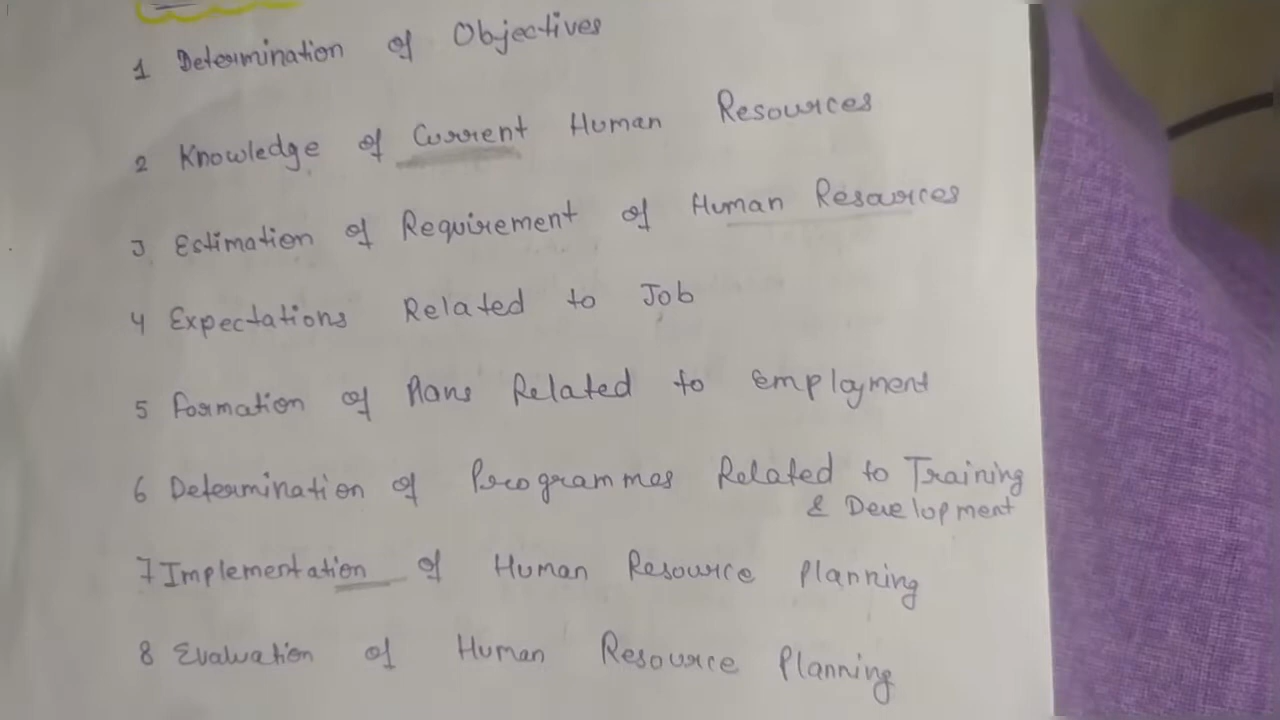 1 Determination of Objectives
2 Knowledge of Current Human Resources
3 Estimation of Requirement of Human Resources
4 Expectations Related to Job
5 Formation of Plans Related to Employment
6 Determination of Programmes Related to Training
& Development
7 Implementation of Human Resource Planning
8 Evaluation of Human Resource Planning